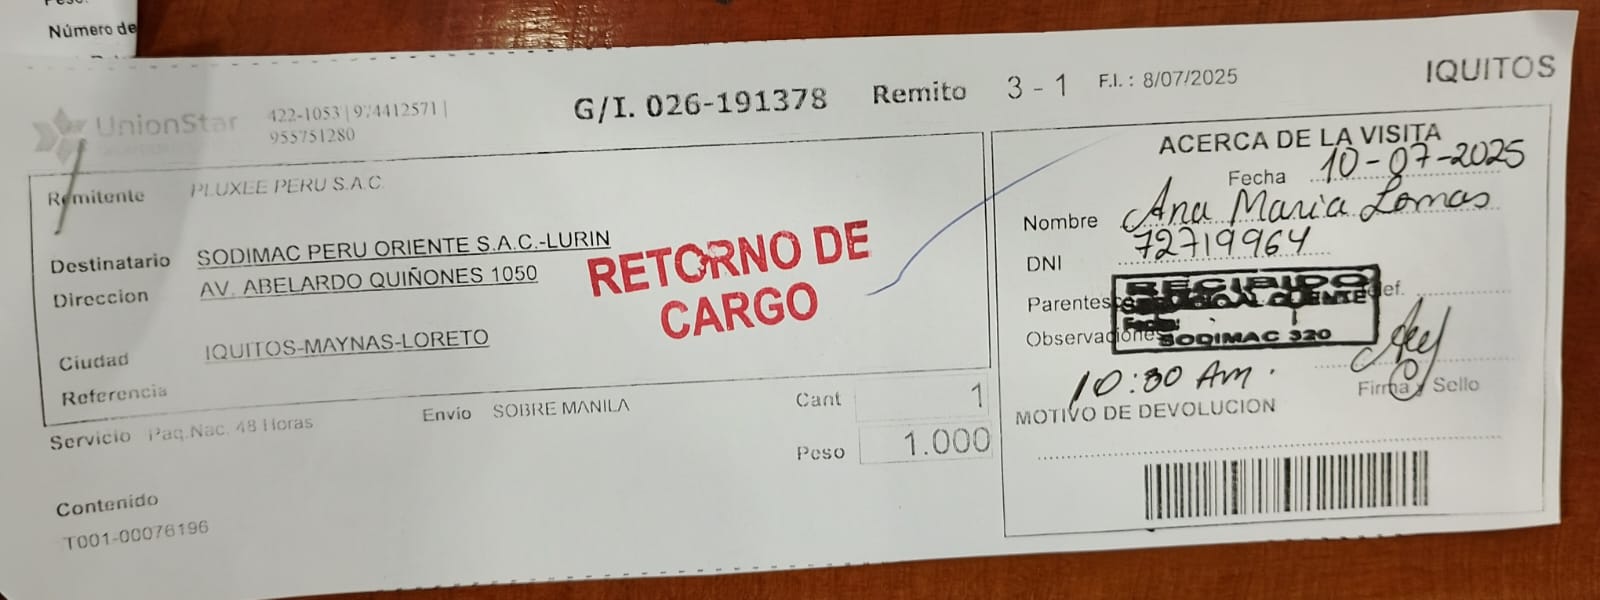 Número de
UnionStar
422-1053 | 974412571 |
955751280
G/I. 026-191378
Remito 3 - 1
F.I. : 8/07/2025
IQUITOS
Remitente PLUXEE PERU S.A.C.
Destinatario SODIMAC PERU ORIENTE S.A.C.-LURIN
Direccion AV. ABELARDO QUIÑONES 1050
Ciudad IQUITOS-MAYNAS-LORETO
Referencia
RETORNO DE
CARGO
Servicio Paq.Nac. 48 Horas
Envio SOBRE MANILA
Cant 1
Peso 1.000
Contenido
T001-00076196
ACERCA DE LA VISITA
Fecha 10-07-2025
Nombre Ana Maria Lomas
DNI 72719964
RECIBIDO
CUENTE
SODIMAC 320
Observaciones
10:30 Am.
Firma y Sello
MOTIVO DE DEVOLUCION